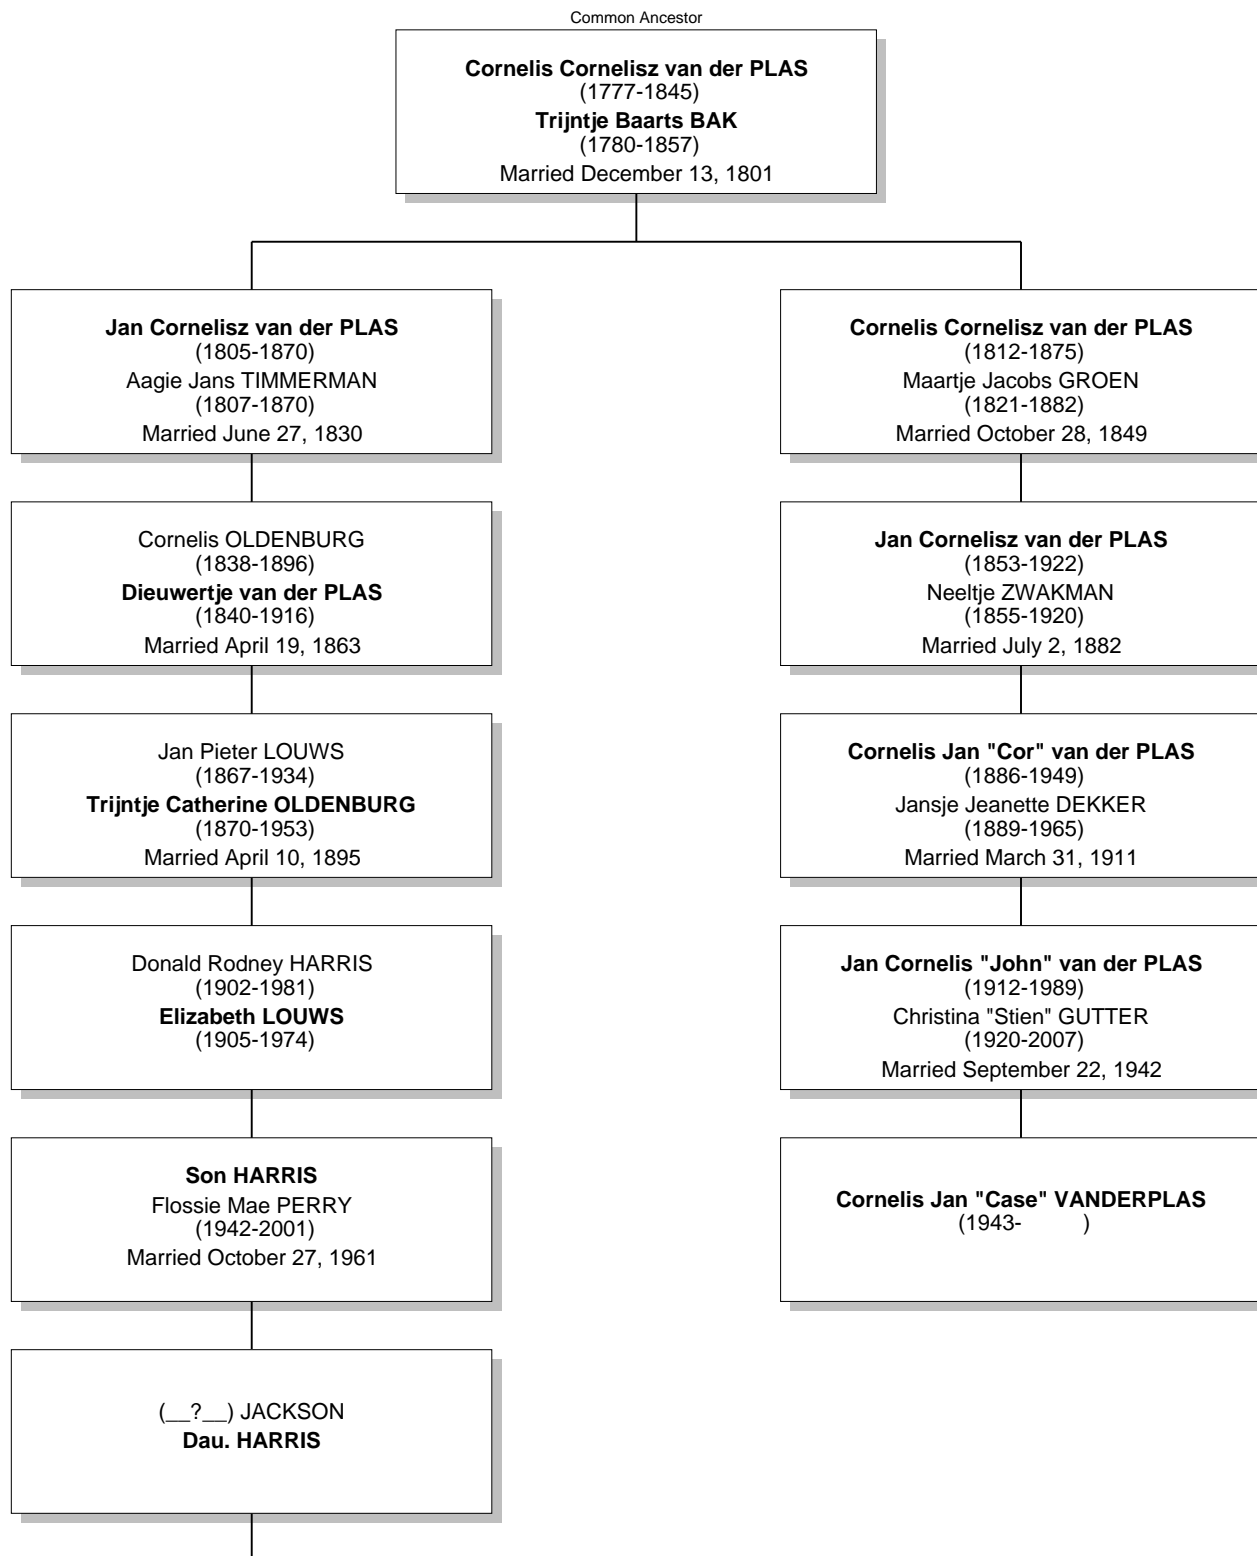 Common Ancestor
Cornelis Cornelisz van der PLAS
(1777-1845)
Trijntje Baarts BAK
(1780-1857)
Married December 13, 1801
Jan Cornelisz van der PLAS
(1805-1870)
Aagie Jans TIMMERMAN
(1807-1870)
Married June 27, 1830
Cornelis Cornelisz van der PLAS
(1812-1875)
Maartje Jacobs GROEN
(1821-1882)
Married October 28, 1849
Cornelis OLDENBURG
(1838-1896)
Dieuwertje van der PLAS
(1840-1916)
Married April 19, 1863
Jan Cornelisz van der PLAS
(1853-1922)
Neeltje ZWAKMAN
(1855-1920)
Married July 2, 1882
Jan Pieter LOUWS
(1867-1934)
Trijntje Catherine OLDENBURG
(1870-1953)
Married April 10, 1895
Cornelis Jan "Cor" van der PLAS
(1886-1949)
Jansje Jeanette DEKKER
(1889-1965)
Married March 31, 1911
Donald Rodney HARRIS
(1902-1981)
Elizabeth LOUWS
(1905-1974)
Jan Cornelis "John" van der PLAS
(1912-1989)
Christina "Stien" GUTTER
(1920-2007)
Married September 22, 1942
Son HARRIS
Flossie Mae PERRY
(1942-2001)
Married October 27, 1961
Cornelis Jan "Case" VANDERPLAS
(1943-          )
(__?__) JACKSON
Dau. HARRIS